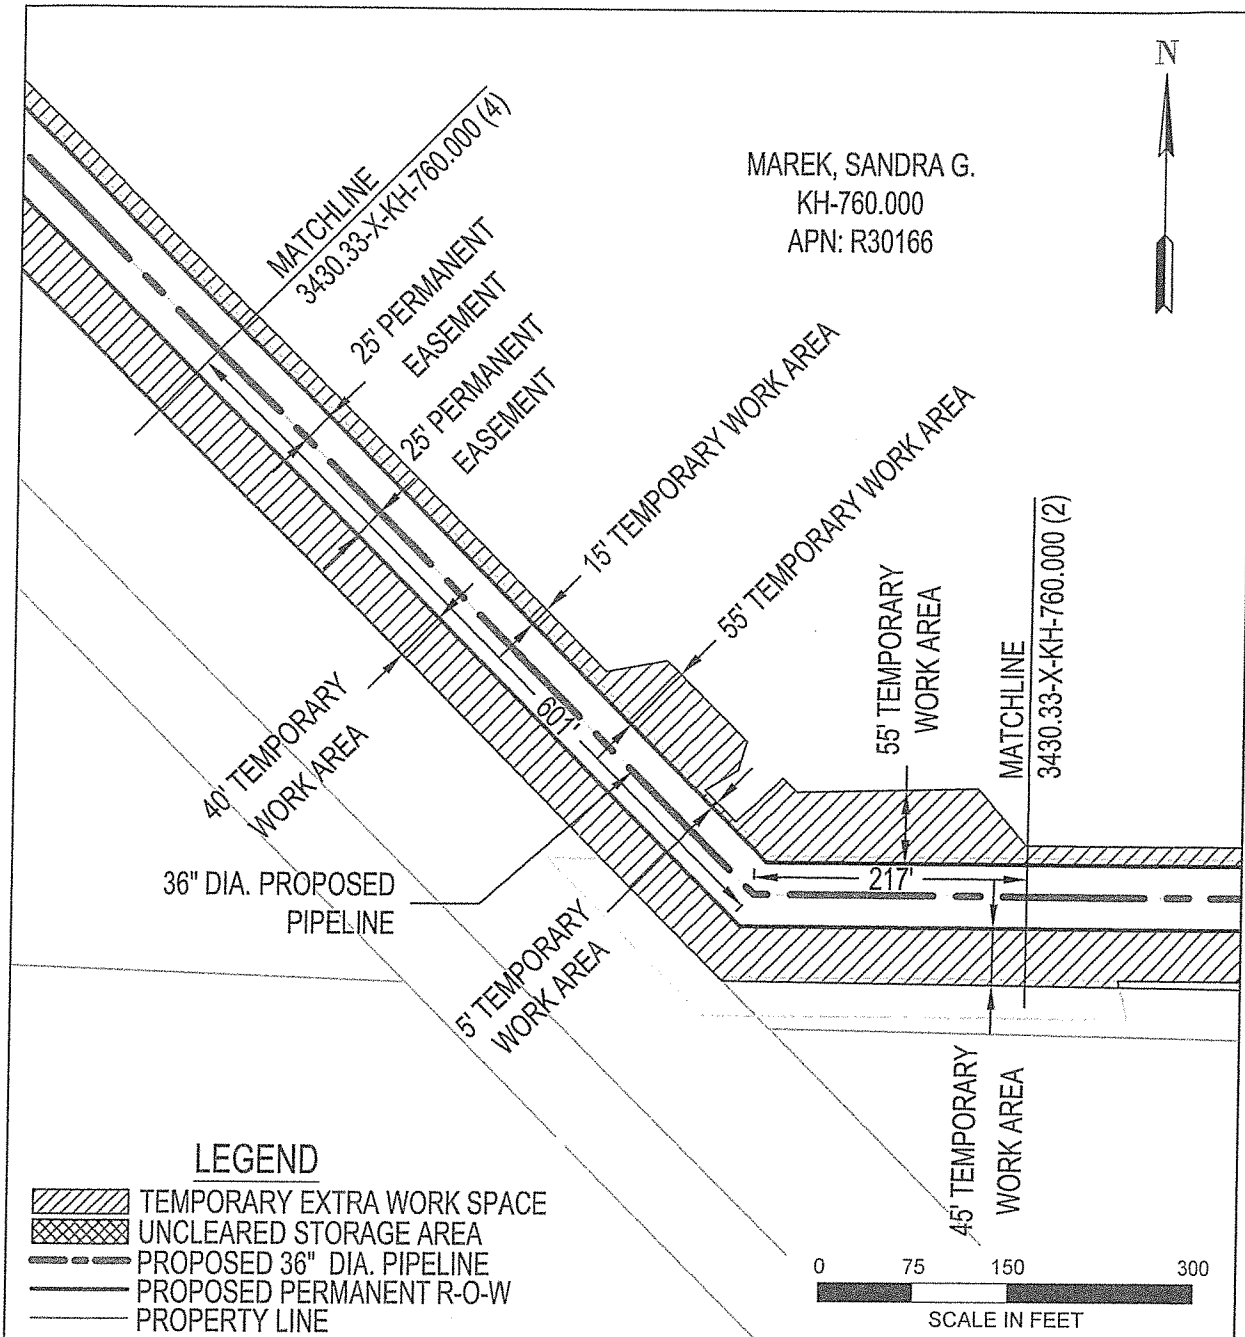 N
MAREK, SANDRA G.
KH-760.000
APN: R30166
MATCHLINE
3430.33-X-KH-760.000 (4)
25' PERMANENT
EASEMENT
25' PERMANENT
EASEMENT
15' TEMPORARY WORK AREA
55' TEMPORARY WORK AREA
55' TEMPORARY
WORK AREA
MATCHLINE
3430.33-X-KH-760.000 (2)
601'
40' TEMPORARY
WORK AREA
36" DIA. PROPOSED
PIPELINE
217'
5' TEMPORARY
WORK AREA
45' TEMPORARY
WORK AREA
LEGEND
TEMPORARY EXTRA WORK SPACE
UNCLEARED STORAGE AREA
PROPOSED 36" DIA. PIPELINE
PROPOSED PERMANENT R-O-W
PROPERTY LINE
0 75 150 300
SCALE IN FEET